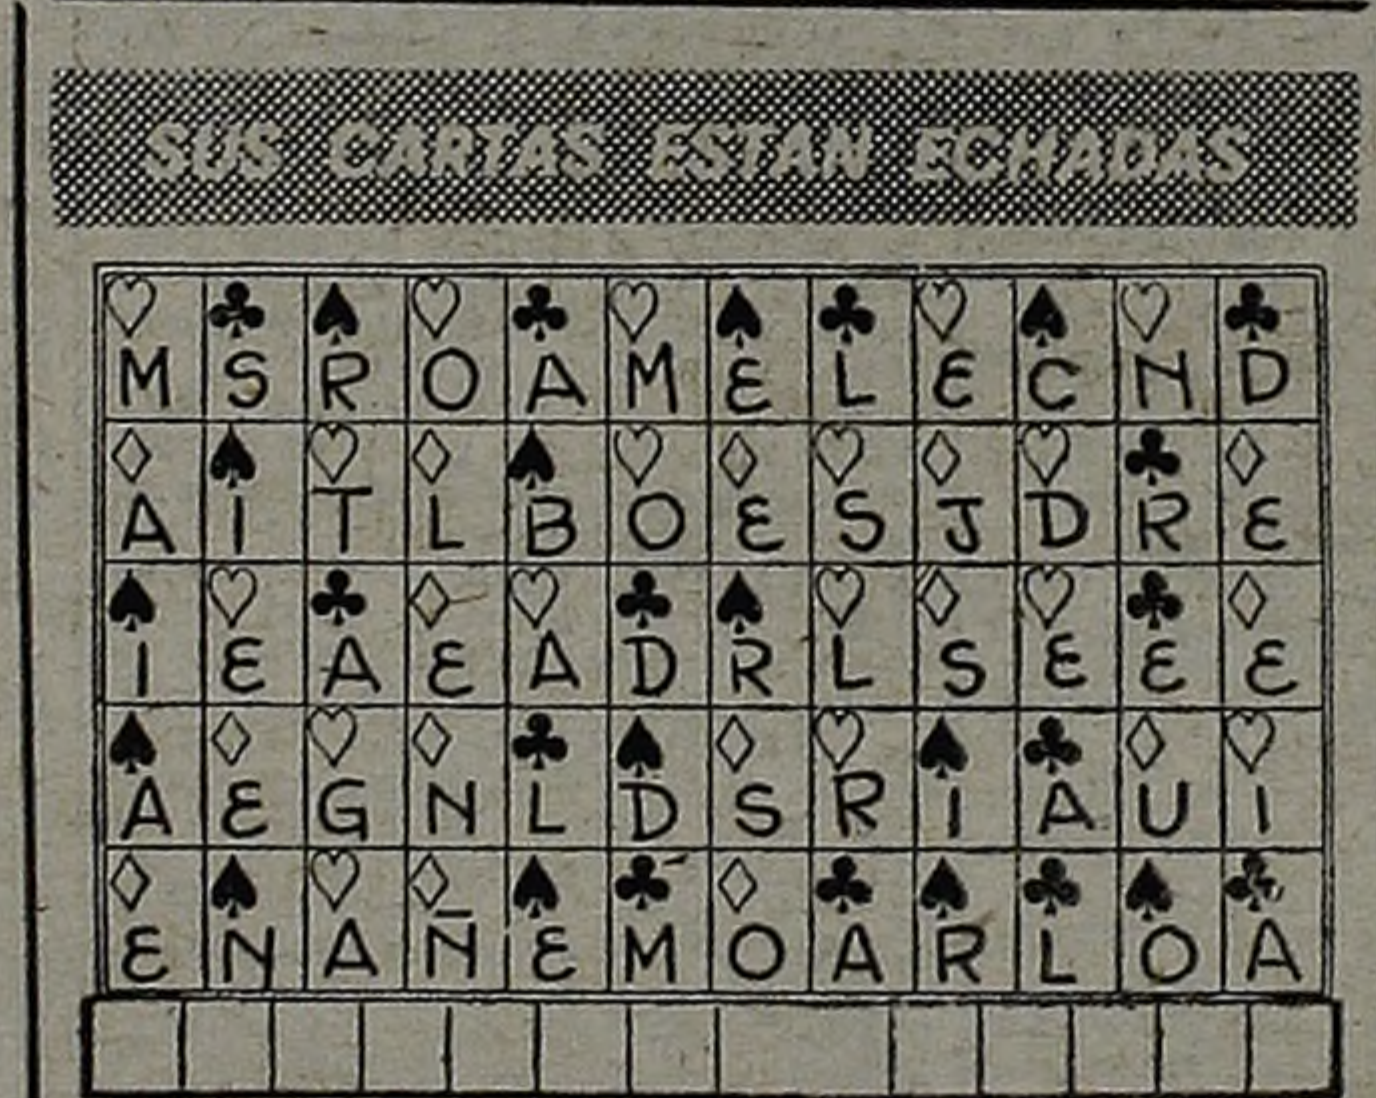 SUS CARTAS ESTAN ECHADAS
M S R O A M E L E C N D
A I T L B O E S J D R E
I E A E A D R L S E E E
A E G N L D S R I A U I
E N A Ñ E M O A R L O A